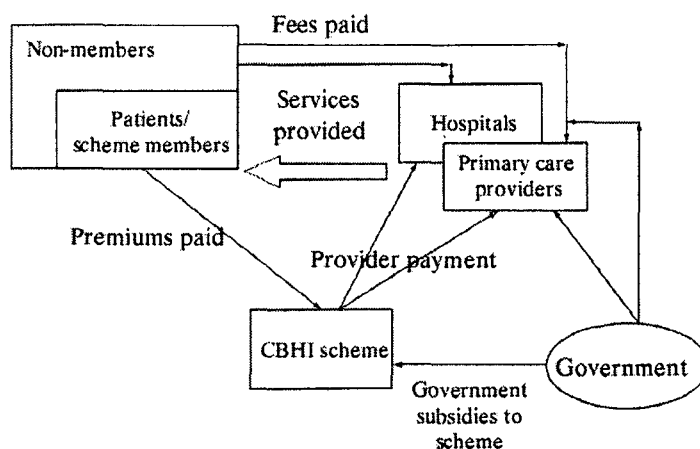 Fees paid
Non-members
Patients/
scheme members
Services
provided
Hospitals
Primary care
providers
Premiums paid
Provider payment
CBHI scheme
Government
Government
subsidies to
scheme